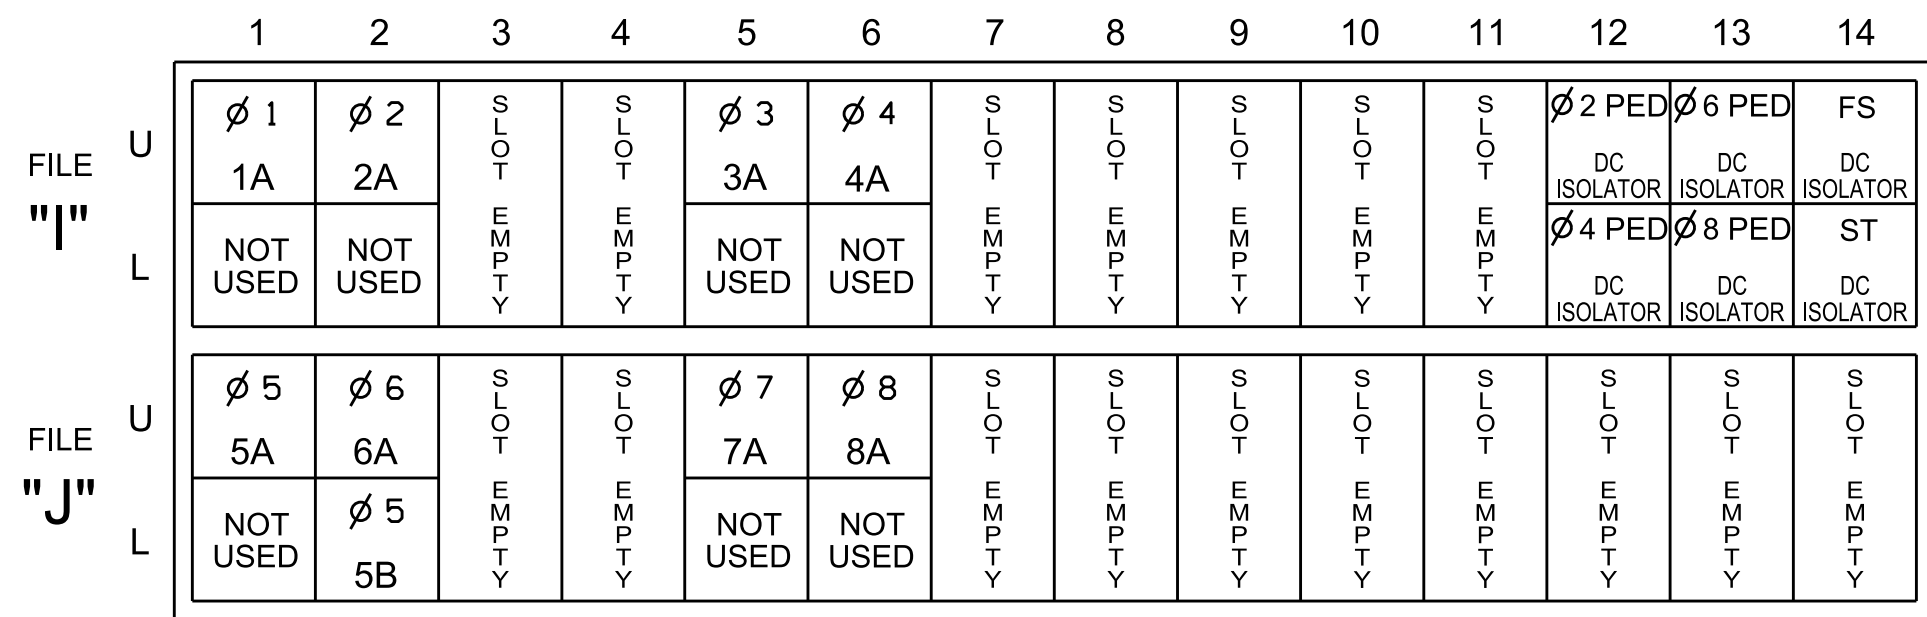 1 2 3 4 5 6 7 8 9 10 11 12 13 14
FILE "I"
U
ø 1 ø 2 SLOT EMPTY SLOT EMPTY ø 3 ø 4 SLOT EMPTY SLOT EMPTY SLOT EMPTY SLOT EMPTY SLOT EMPTY ø 2 PED ø 6 PED FS
1A 2A 3A 4A DC ISOLATOR DC ISOLATOR DC ISOLATOR
L
NOT USED NOT USED NOT USED NOT USED ø 4 PED ø 8 PED ST
DC ISOLATOR DC ISOLATOR DC ISOLATOR
FILE "J"
U
ø 5 ø 6 SLOT EMPTY SLOT EMPTY ø 7 ø 8 SLOT EMPTY SLOT EMPTY SLOT EMPTY SLOT EMPTY SLOT EMPTY SLOT EMPTY SLOT EMPTY SLOT EMPTY
5A 6A 7A 8A
L
NOT USED ø 5 NOT USED NOT USED
5B